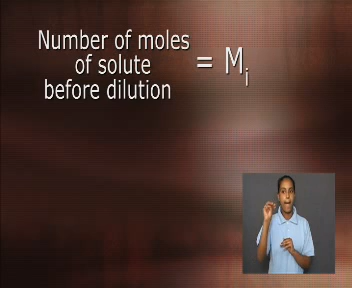 Number of moles
of solute = Mi
before dilution